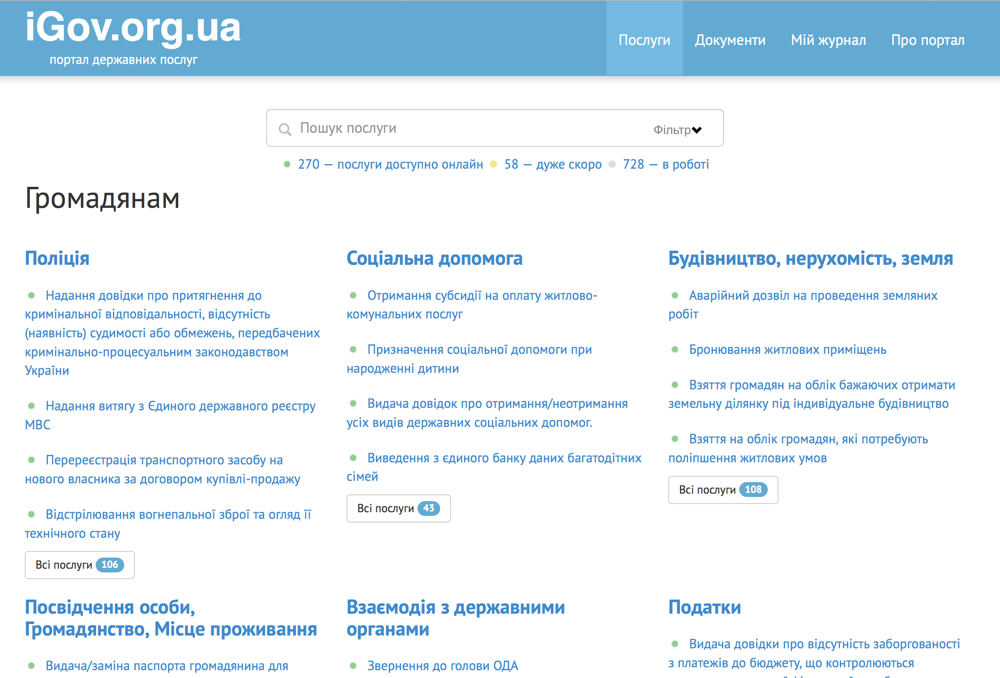 iGov.org.ua
портал державних послуг
Послуги Документи Мій журнал Про портал
Пошук послуги Фільтр
270 — послуги доступно онлайн 58 — дуже скоро 728 — в роботі
Громадянам
Поліція
Надання довідки про притягнення до
кримінальної відповідальності, відсутність
(наявність) судимості або обмежень, передбачених
кримінально-процесуальним законодавством
України
Надання витягу з Єдиного державного реєстру
МВС
Перереєстрація транспортного засобу на
нового власника за договором купівлі-продажу
Відстрілювання вогнепальної зброї та огляд її
технічного стану
Всі послуги 106
Соціальна допомога
Отримання субсидії на оплату житлово-
комунальних послуг
Призначення соціальної допомоги при
народженні дитини
Видача довідок про отримання/неотримання
усіх видів державних соціальних допомог.
Виведення з єдиного банку даних багатодітних
сімей
Всі послуги 43
Будівництво, нерухомість, земля
Аварійний дозвіл на проведення земляних
робіт
Бронювання житлових приміщень
Взяття громадян на облік бажаючих отримати
земельну ділянку під індивідуальне будівництво
Взяття на облік громадян, які потребують
поліпшення житлових умов
Всі послуги 108
Посвідчення особи,
Громадянство, Місце проживання
Видача/заміна паспорта громадянина для
Взаємодія з державними
органами
Звернення до голови ОДА
Податки
Видача довідки про відсутність заборгованості
з платежів до бюджету, що контролюються